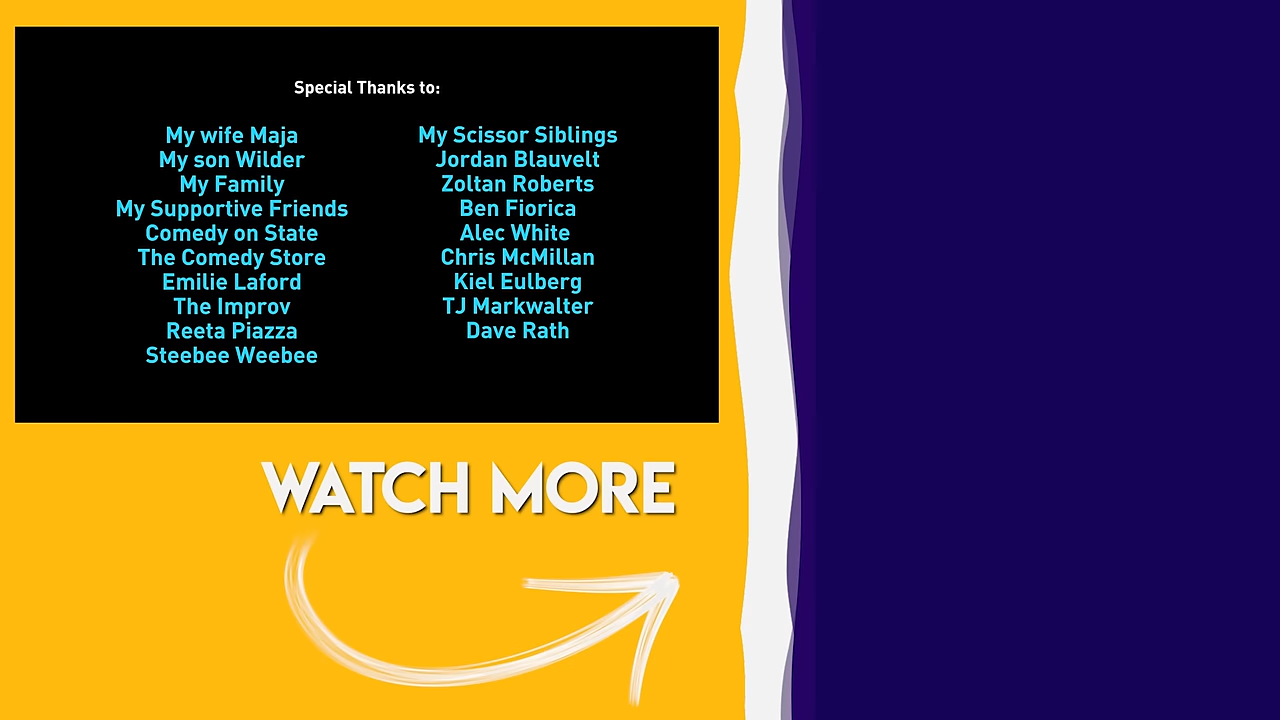 Special Thanks to:
My wife Maja
My son Wilder
My Family
My Supportive Friends
Comedy on State
The Comedy Store
Emilie Laford
The Improv
Reeta Piazza
Steebee Weebee
My Scissor Siblings
Jordan Blauvelt
Zoltan Roberts
Ben Fiorica
Alec White
Chris McMillan
Kiel Eulberg
TJ Markwalter
Dave Rath
WATCH MORE